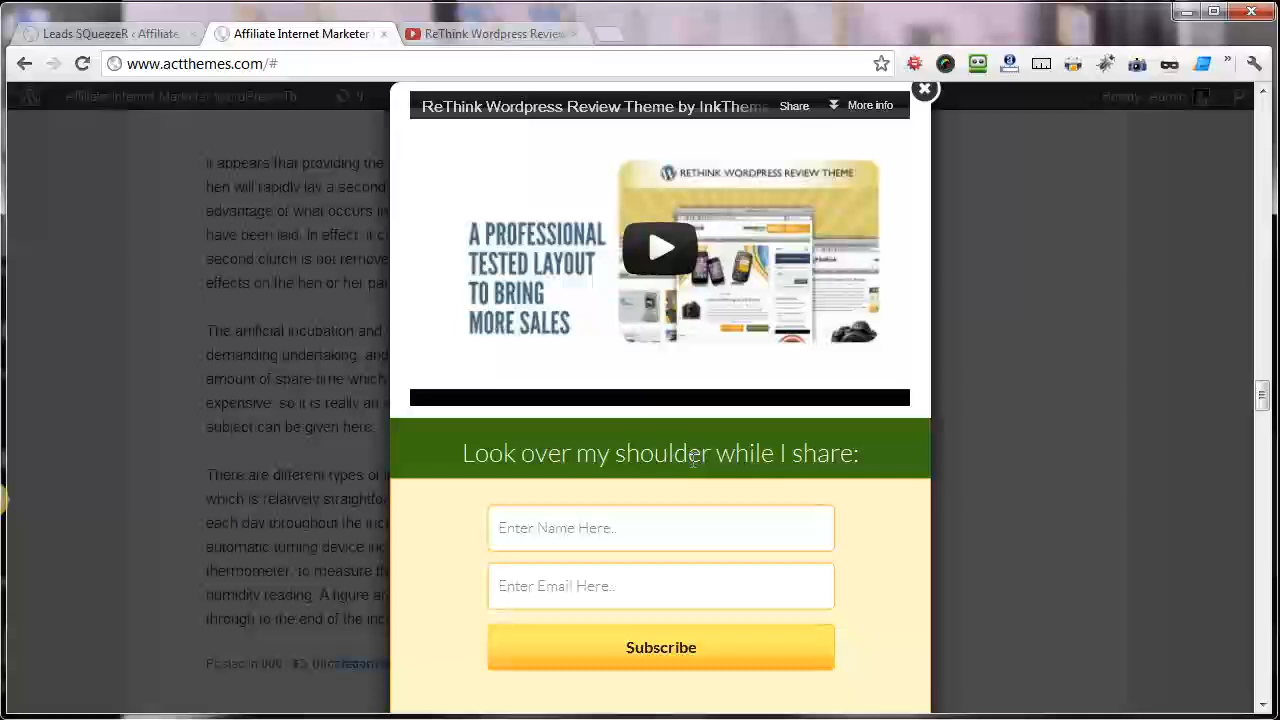 Leads SQueezeR ‹ Affiliate
Affiliate Internet Marketer
ReThink Wordpress Review
www.actthemes.com/#
ReThink Wordpress Review Theme by InkThem
Share
More info
RETHINK WORDPRESS REVIEW THEME
A PROFESSIONAL
TESTED LAYOUT
TO BRING
MORE SALES
It appears that providing the
hen will rapidly lay a second
advantage of what occurs in
have been laid. In effect, it c
second clutch is not remove
effects on the hen or her pa
The artificial incubation and
demanding undertaking, and
amount of spare time which
expensive, so it is really an
subject can be given here.
There are different types of i
which is relatively straightfo
each day throughout the inc
automatic turning device inc
thermometer, to measure th
humidity reading. A figure ar
through to the end of the inc
Look over my shoulder while I share:
Enter Name Here..
Enter Email Here..
Subscribe